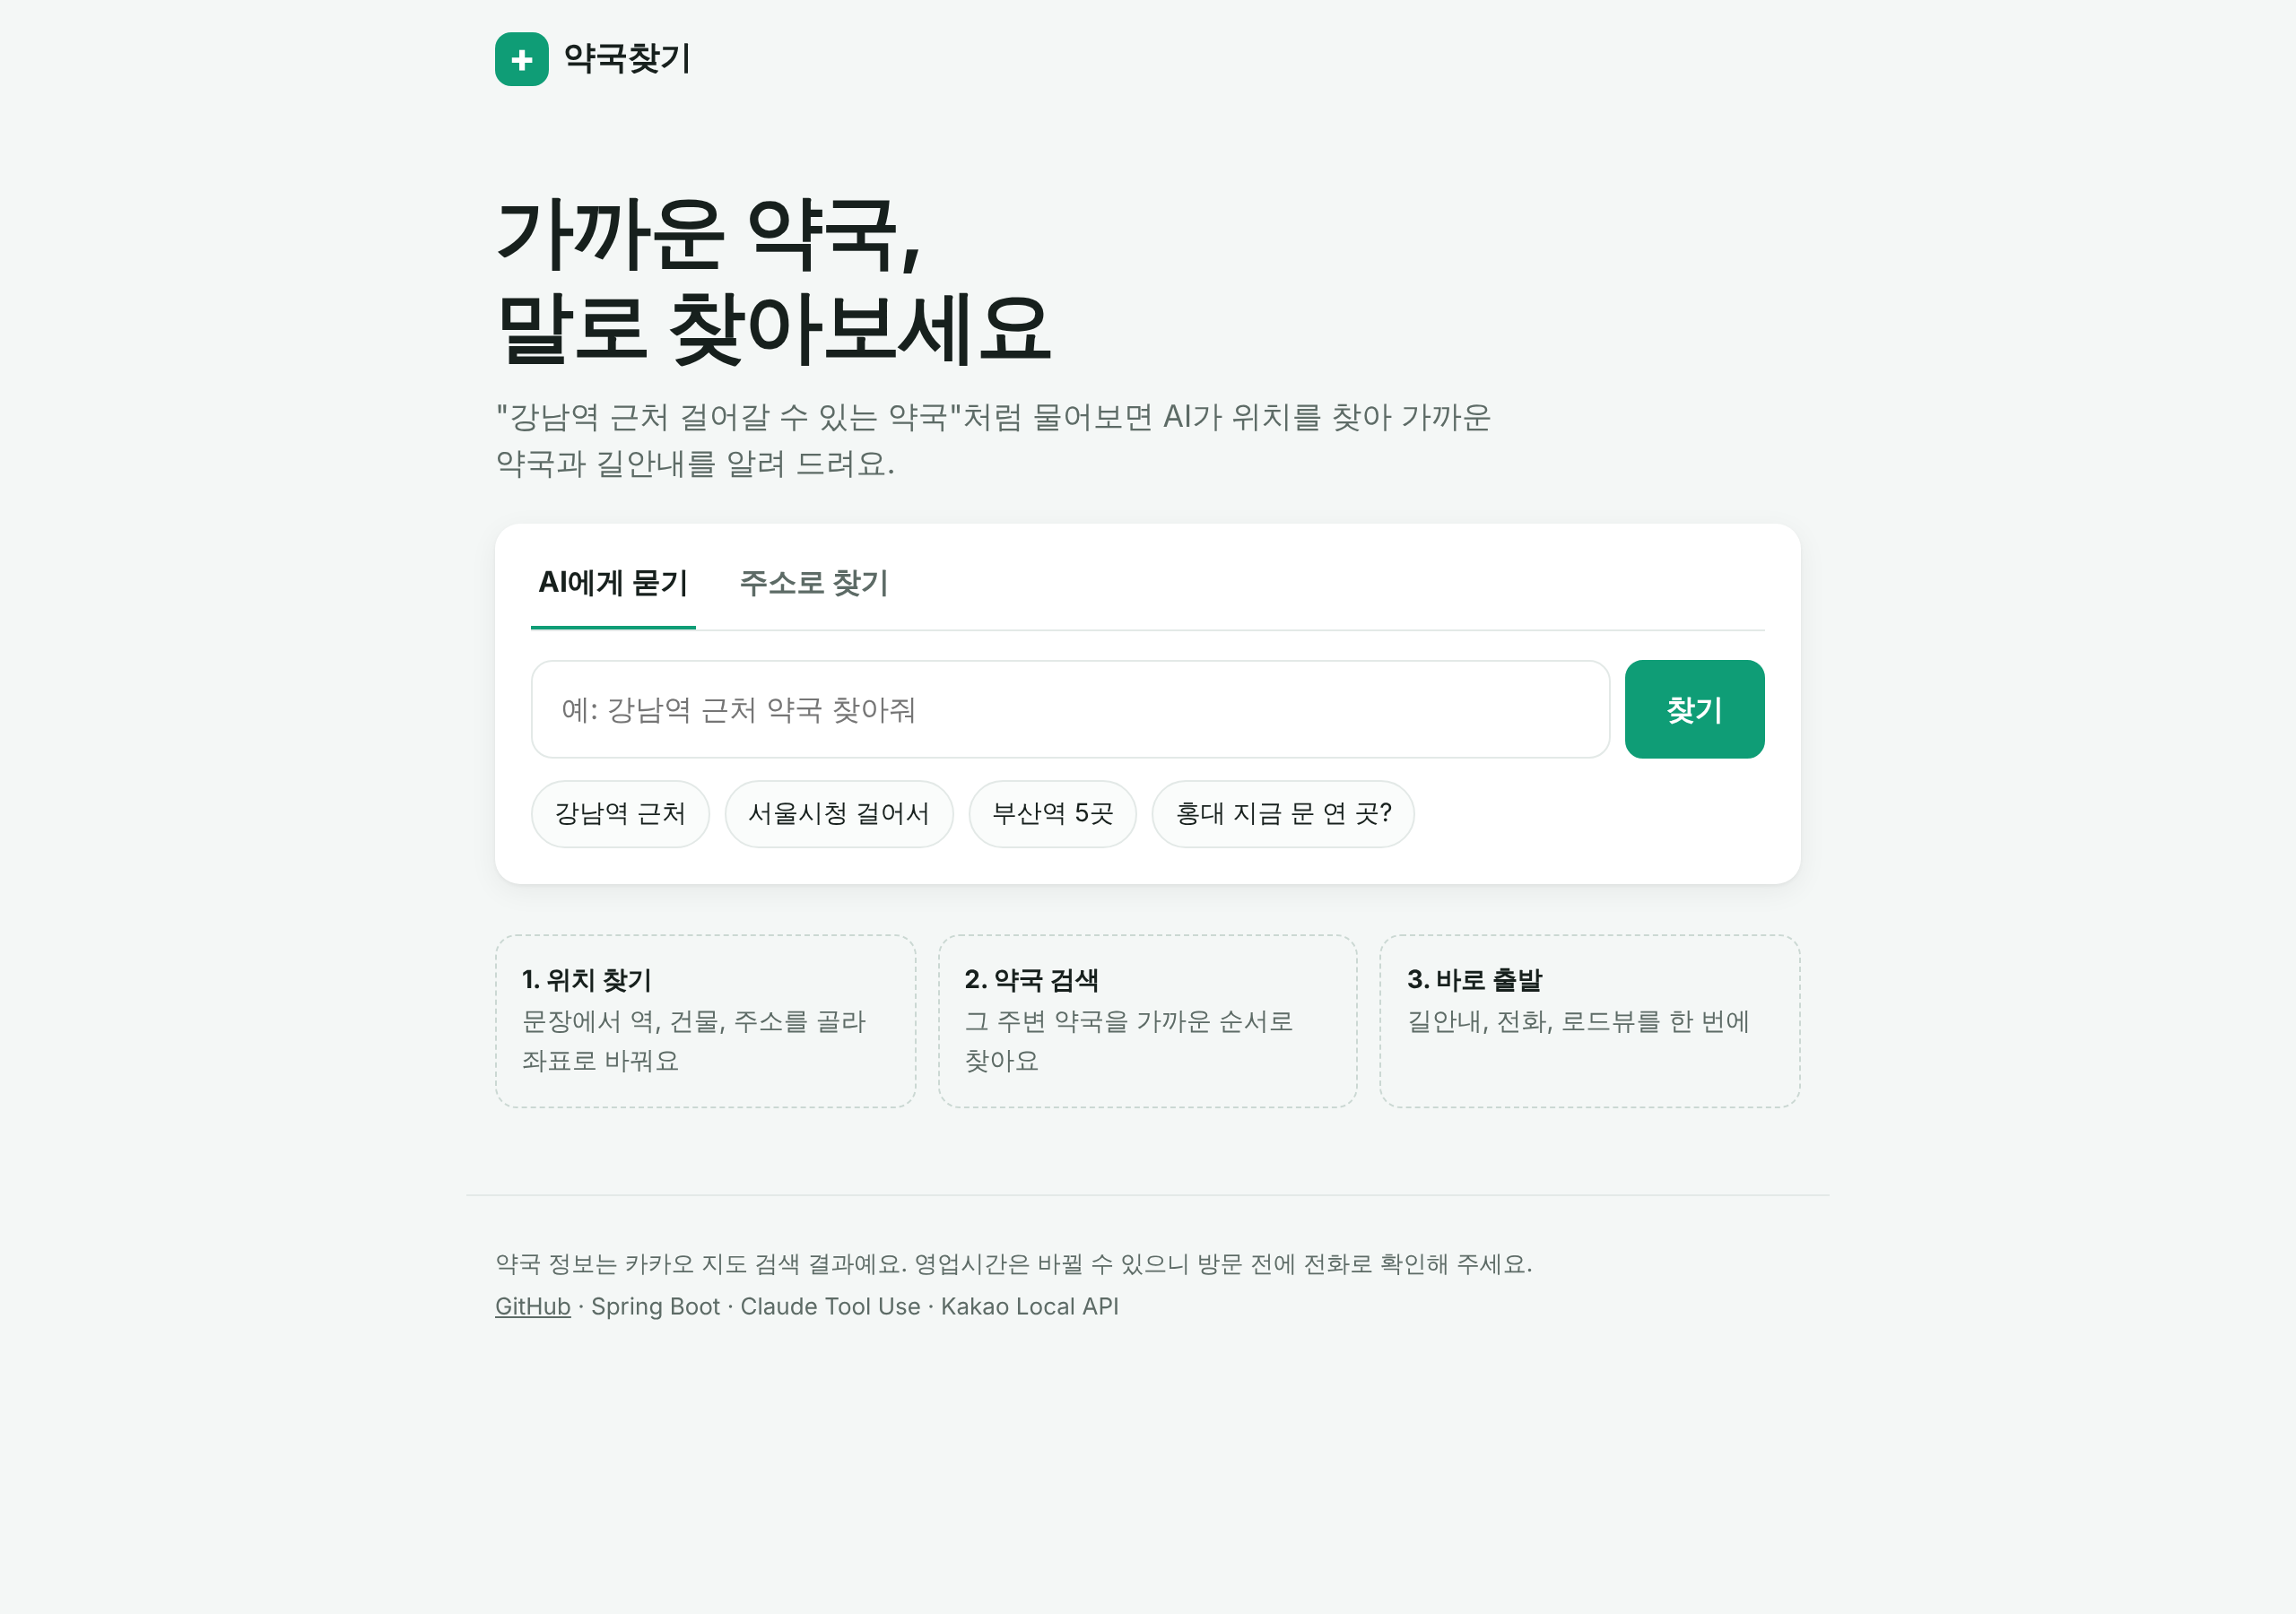 약국찾기
가까운 약국,
말로 찾아보세요
"강남역 근처 걸어갈 수 있는 약국"처럼 물어보면 AI가 위치를 찾아 가까운
약국과 길안내를 알려 드려요.
AI에게 묻기 주소로 찾기
예: 강남역 근처 약국 찾아줘 찾기
강남역 근처 서울시청 걸어서 부산역 5곳 홍대 지금 문 연 곳?
1. 위치 찾기
문장에서 역, 건물, 주소를 골라
좌표로 바꿔요
2. 약국 검색
그 주변 약국을 가까운 순서로
찾아요
3. 바로 출발
길안내, 전화, 로드뷰를 한 번에
약국 정보는 카카오 지도 검색 결과예요. 영업시간은 바뀔 수 있으니 방문 전에 전화로 확인해 주세요.
GitHub · Spring Boot · Claude Tool Use · Kakao Local API